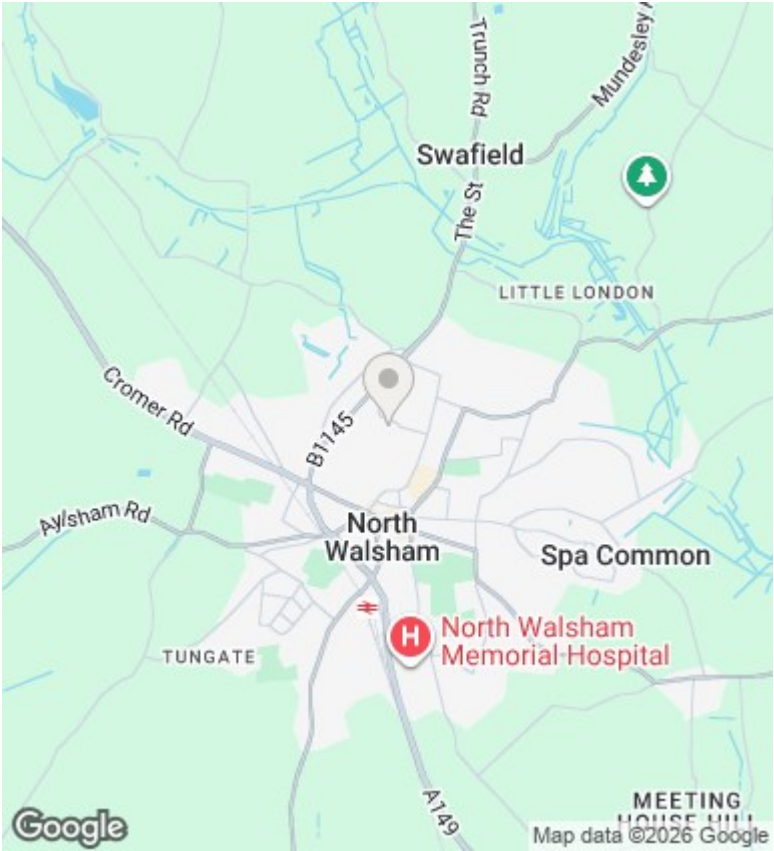 Trunch Rd
Mundesley
Swafield
The St
LITTLE LONDON
Cromer Rd
B1145
Aylsham Rd
North
Walsham
Spa Common
H
North Walsham
Memorial Hospital
TUNGATE
A149
MEETING
HOUSE HILL
Google
Map data ©2026 Google